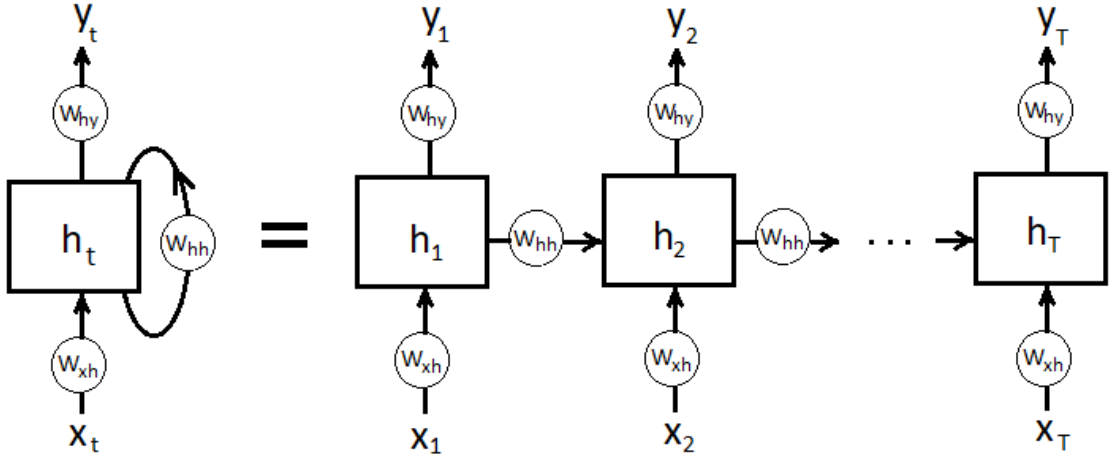 y_t y_1 y_2 y_T
W_hy W_hy W_hy W_hy
h_t W_hh = h_1 W_hh h_2 W_hh ... h_T
W_xh W_xh W_xh W_xh
x_t x_1 x_2 x_T